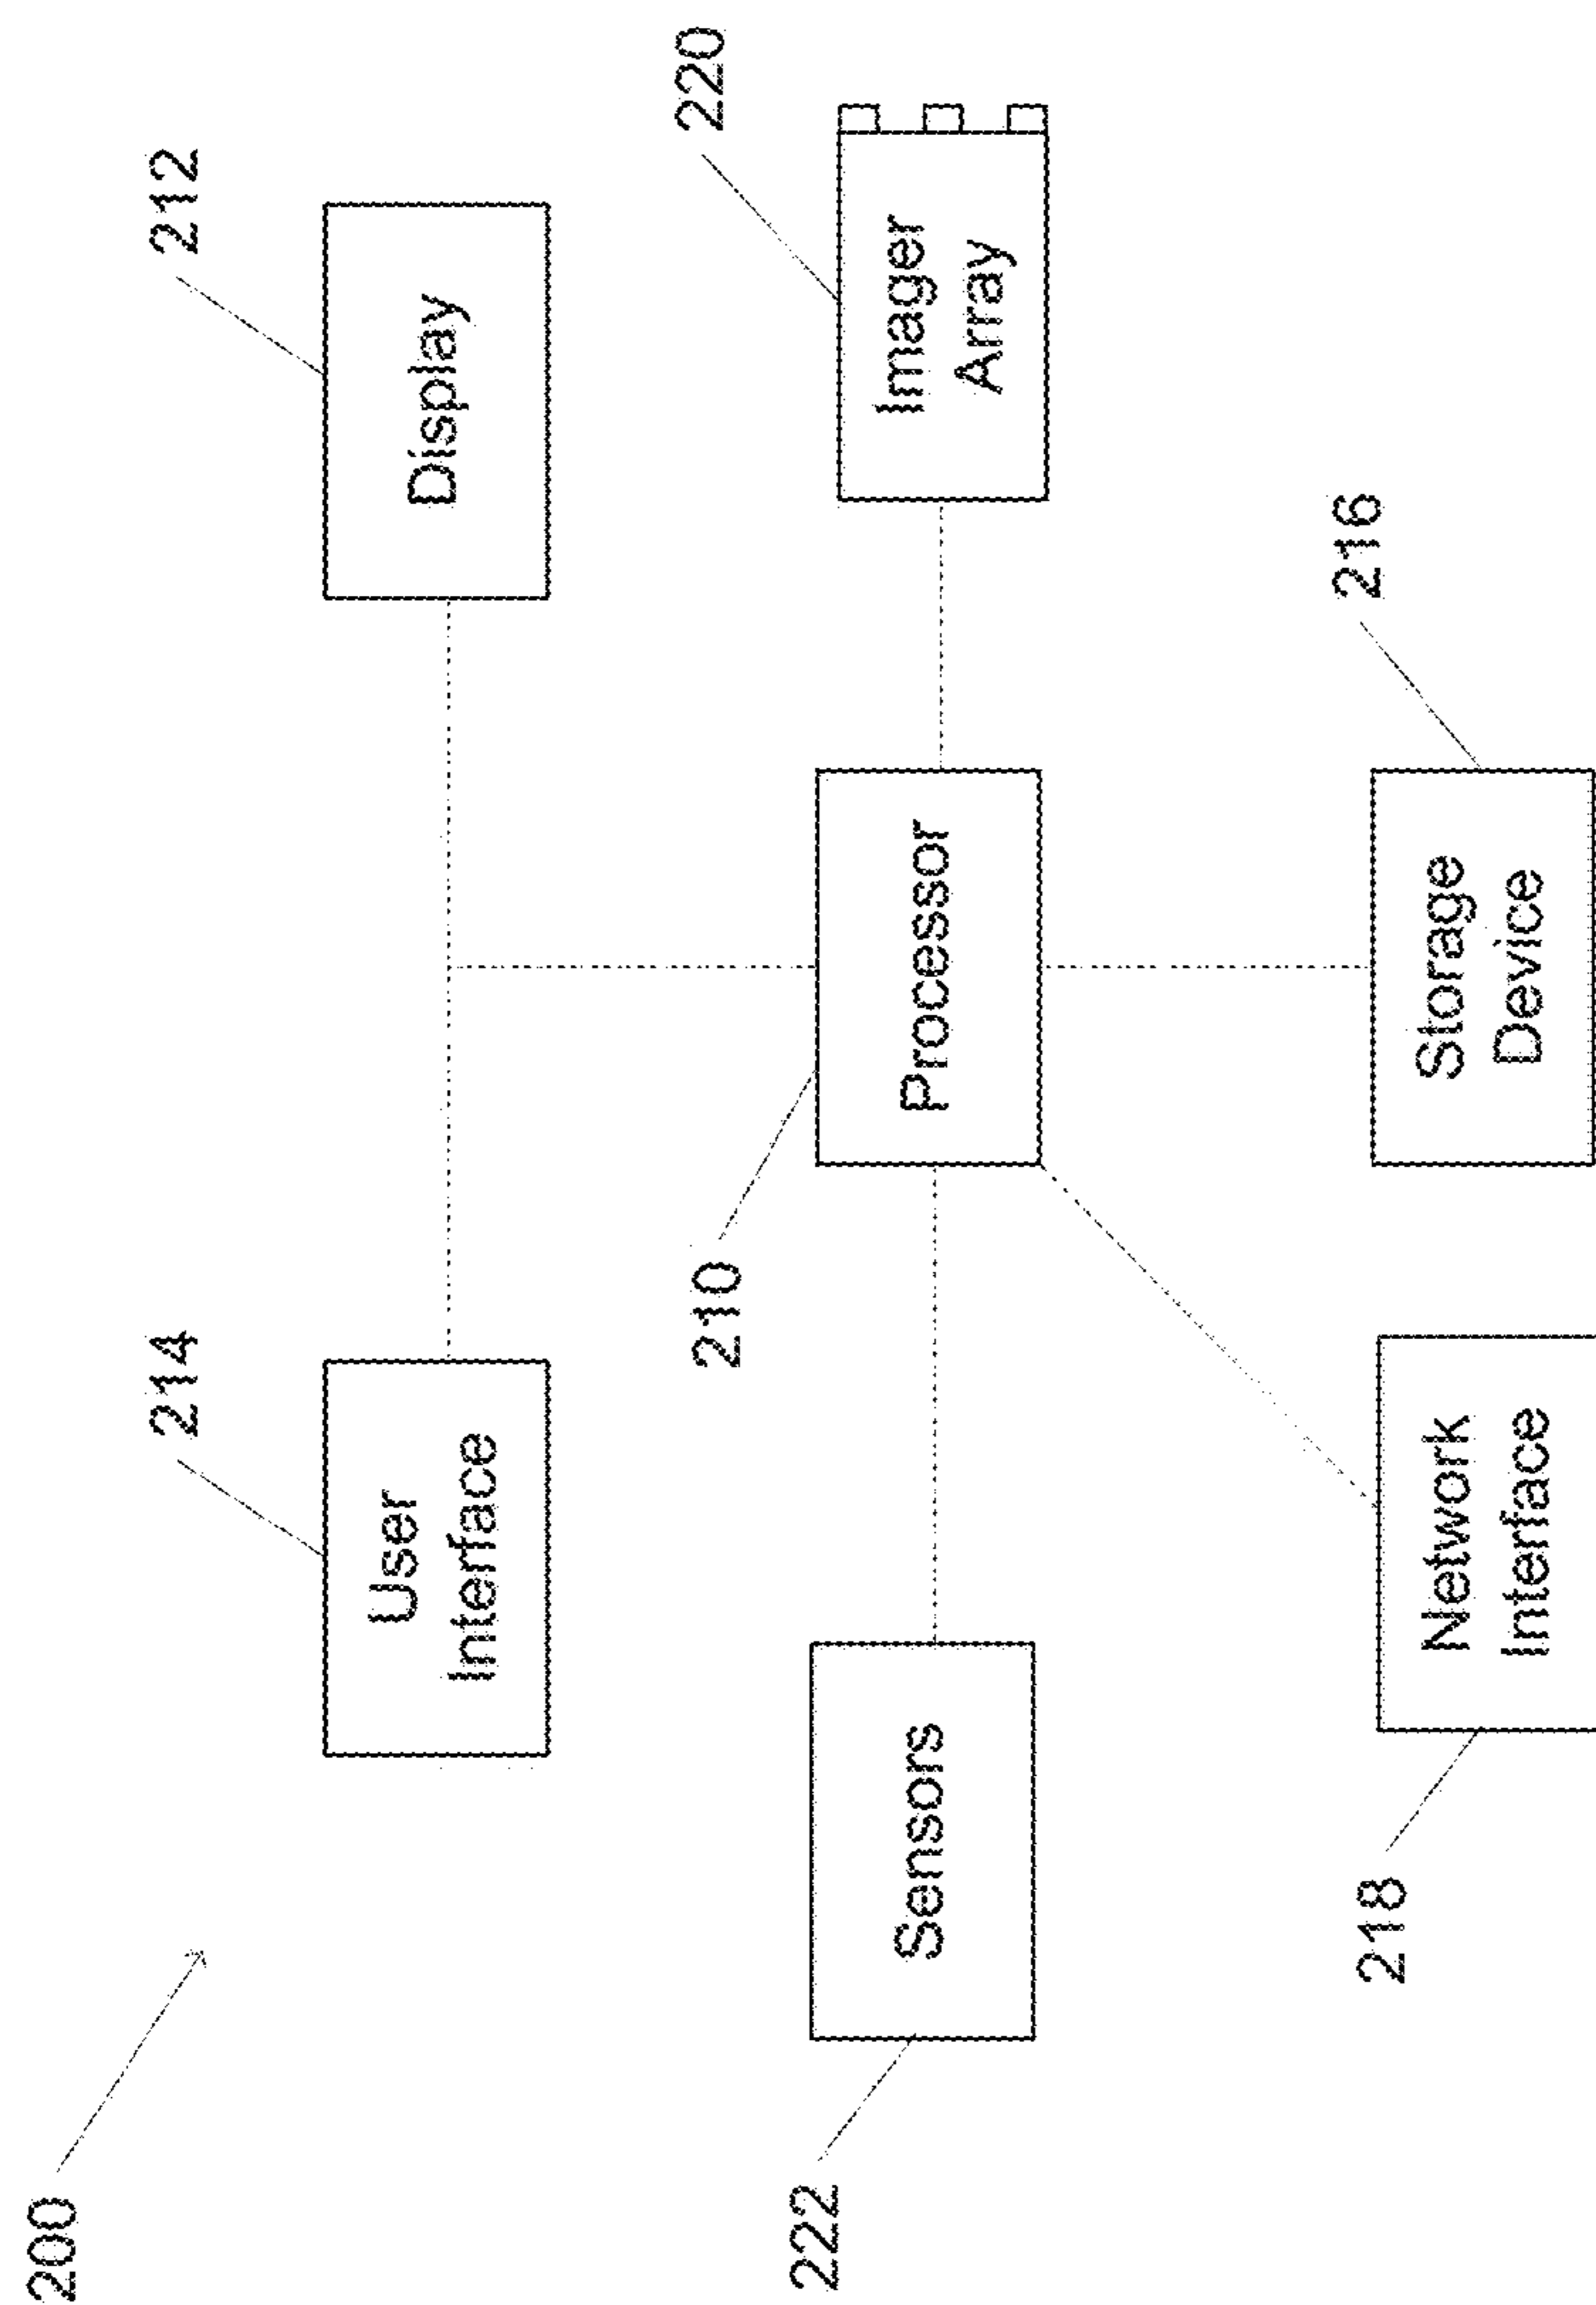 200
214
User
Interface
212
Display
222
Sensors
210
Processor
220
Imager
Array
218
Network
Interface
216
Storage
Device